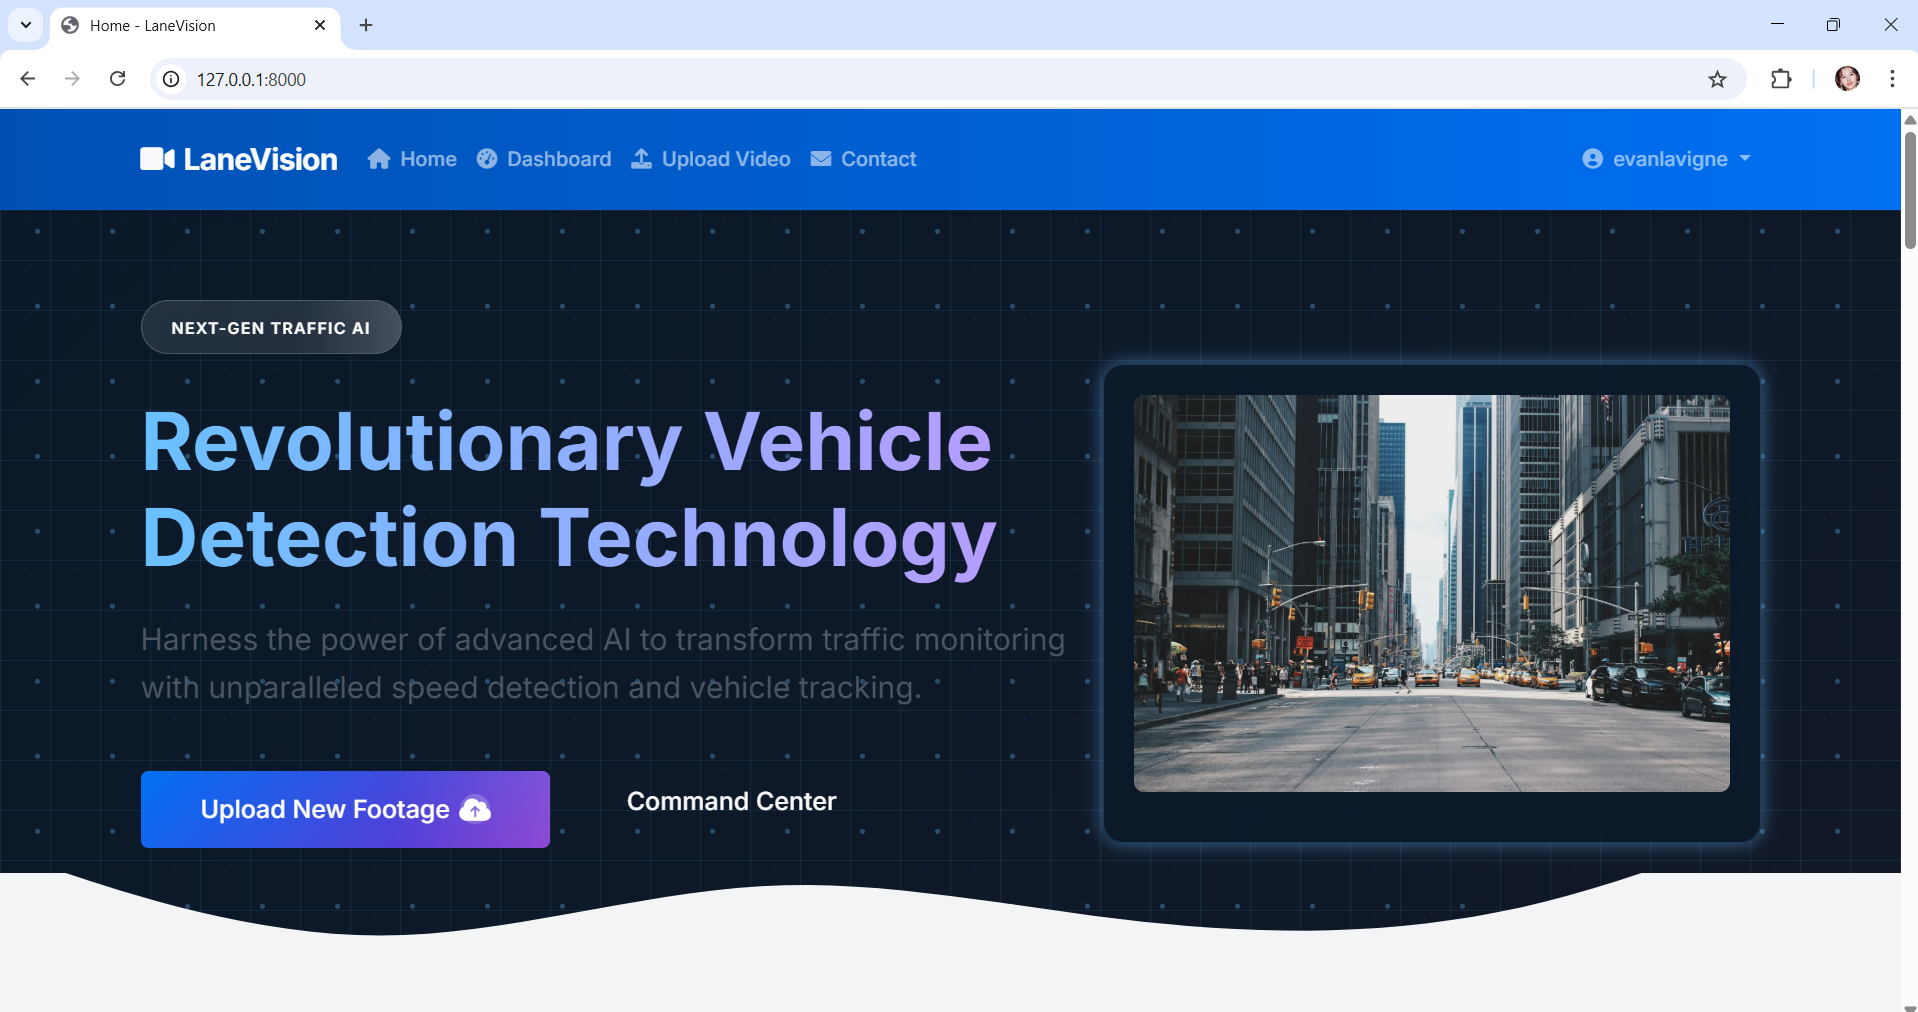 Home - LaneVision
127.0.0.1:8000
LaneVision Home Dashboard Upload Video Contact evanlavigne
NEXT-GEN TRAFFIC AI
Revolutionary Vehicle
Detection Technology
Harness the power of advanced AI to transform traffic monitoring
with unparalleled speed detection and vehicle tracking.
Upload New Footage
Command Center